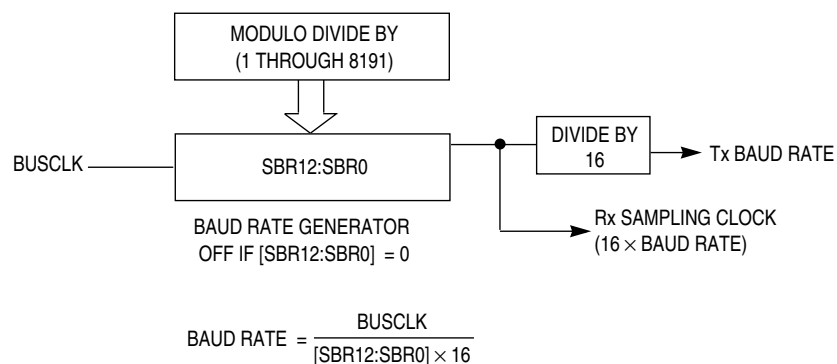 MODULO DIVIDE BY
(1 THROUGH 8191)
BUSCLK
SBR12:SBR0
DIVIDE BY
16
Tx BAUD RATE
BAUD RATE GENERATOR
OFF IF [SBR12:SBR0] = 0
Rx SAMPLING CLOCK
(16 × BAUD RATE)
BAUD RATE =
BUSCLK
[SBR12:SBR0] × 16